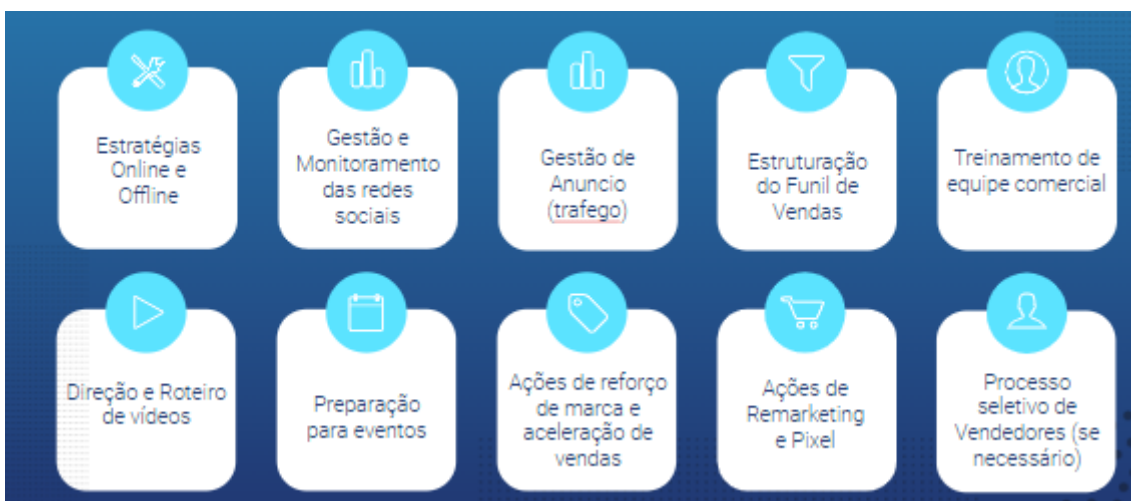 Estratégias
Online e
Offline
Gestão e
Monitoramento
das redes
sociais
Gestão de
Anuncio
(trafego)
Estruturação
do Funil de
Vendas
Treinamento de
equipe comercial
Direção e Roteiro
de vídeos
Preparação
para eventos
Ações de reforço
de marca e
aceleração de
vendas
Ações de
Remarketing
e Pixel
Processo
seletivo de
Vendedores (se
necessário)